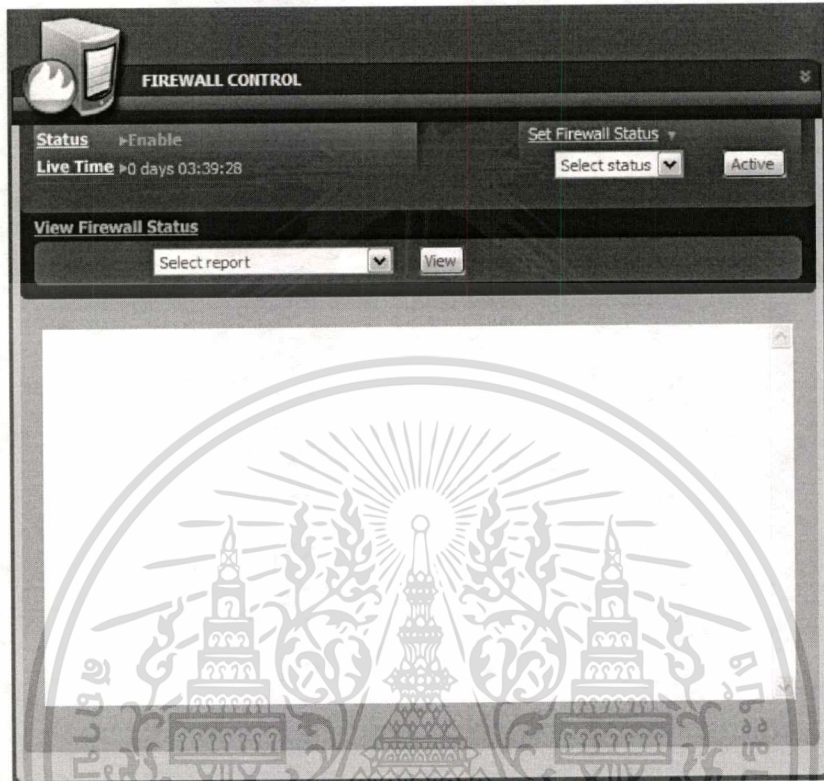 FIREWALL CONTROL
Status ▸Enable
Live Time ▸0 days 03:39:28
Set Firewall Status ▾
Select status
Active
View Firewall Status
Select report
View